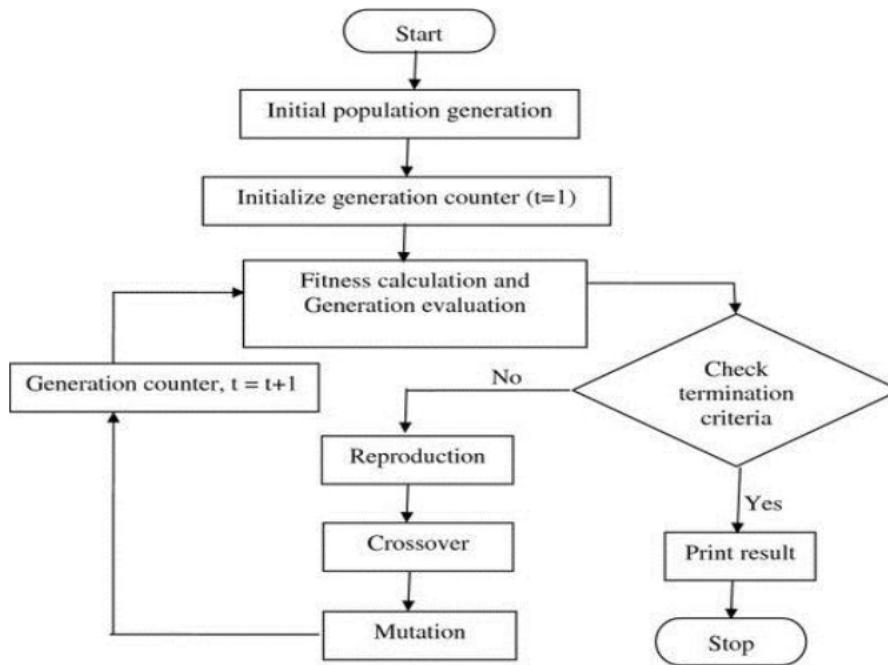 Start
Initial population generation
Initialize generation counter (t=1)
Fitness calculation and
Generation evaluation
Generation counter, t = t+1
No
Check
termination
criteria
Reproduction
Yes
Crossover
Print result
Mutation
Stop